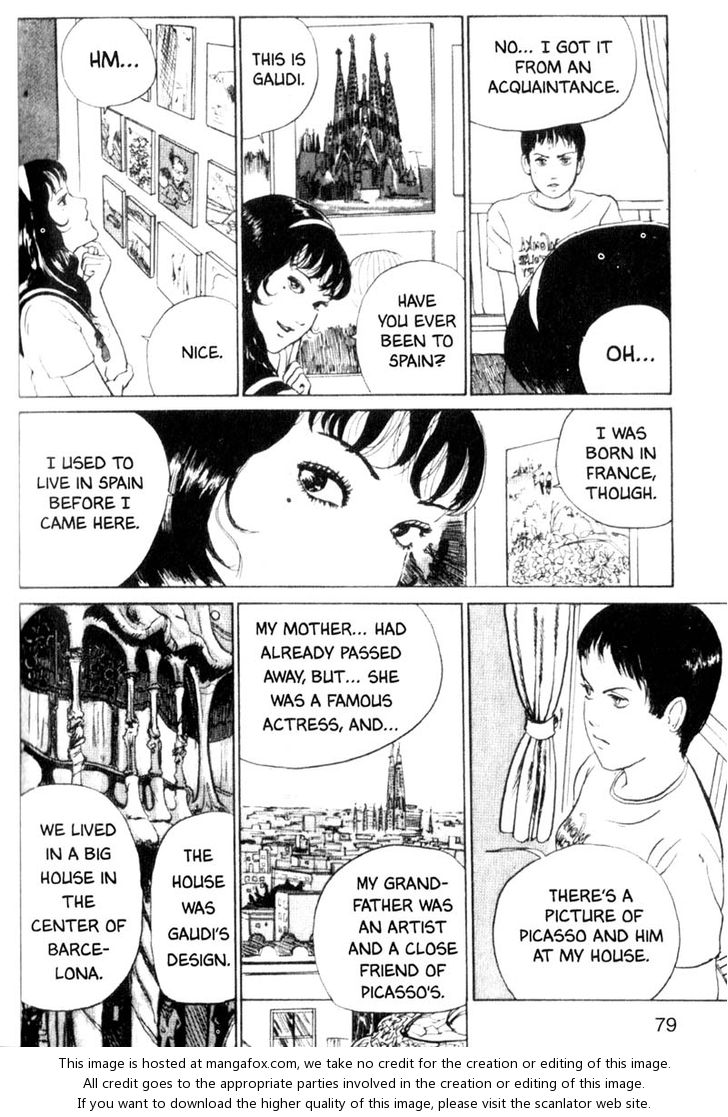 HM...
NICE.
THIS IS
GAUDI.
HAVE
YOU EVER
BEEN TO
SPAIN?
NO... I GOT IT
FROM AN
ACQUAINTANCE.
OH...
I USED TO
LIVE IN SPAIN
BEFORE I
CAME HERE.
I WAS
BORN IN
FRANCE,
THOUGH.
WE LIVED
IN A BIG
HOUSE IN
THE
CENTER OF
BARCE-
LONA.
THE
HOUSE
WAS
GAUDI'S
DESIGN.
MY MOTHER... HAD
ALREADY PASSED
AWAY, BUT... SHE
WAS A FAMOUS
ACTRESS, AND...
MY GRAND-
FATHER WAS
AN ARTIST
AND A CLOSE
FRIEND OF
PICASSO'S.
THERE'S A
PICTURE OF
PICASSO AND HIM
AT MY HOUSE.
79
This image is hosted at mangafox.com, we take no credit for the creation or editing of this image.
All credit goes to the appropriate parties involved in the creation or editing of this image.
If you want to download the higher quality of this image, please visit the scanlator web site.